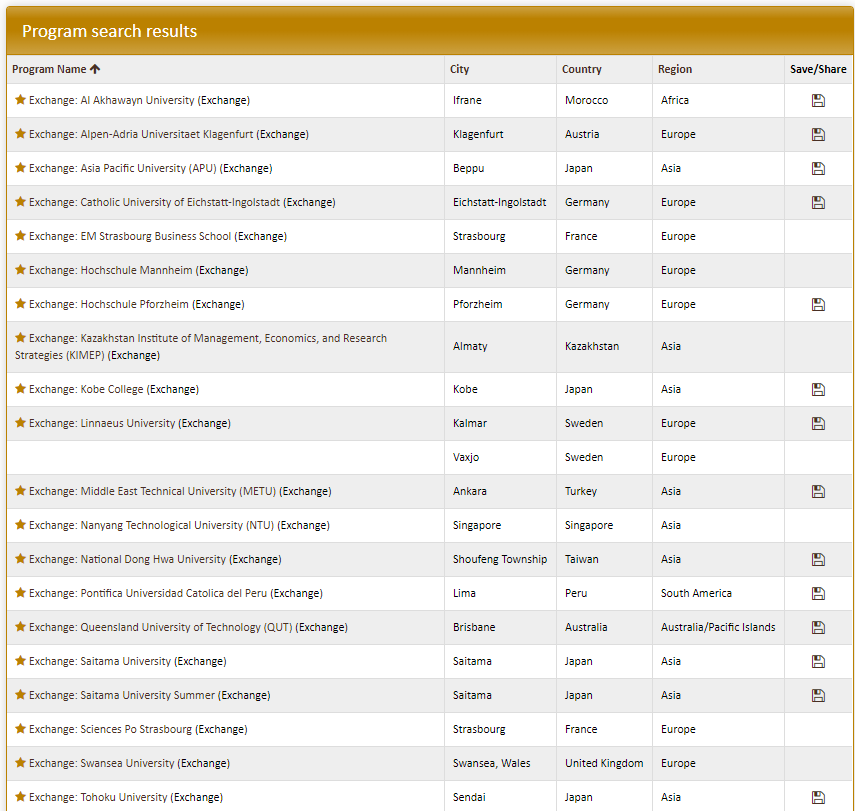 Program search results
Program Name City Country Region Save/Share
Exchange: Al Akhawayn University (Exchange) Ifrane Morocco Africa
Exchange: Alpen-Adria Universitaet Klagenfurt (Exchange) Klagenfurt Austria Europe
Exchange: Asia Pacific University (APU) (Exchange) Beppu Japan Asia
Exchange: Catholic University of Eichstatt-Ingolstadt (Exchange) Eichstatt-Ingolstadt Germany Europe
Exchange: EM Strasbourg Business School (Exchange) Strasbourg France Europe
Exchange: Hochschule Mannheim (Exchange) Mannheim Germany Europe
Exchange: Hochschule Pforzheim (Exchange) Pforzheim Germany Europe
Exchange: Kazakhstan Institute of Management, Economics, and Research
Strategies (KIMEP) (Exchange) Almaty Kazakhstan Asia
Exchange: Kobe College (Exchange) Kobe Japan Asia
Exchange: Linnaeus University (Exchange) Kalmar Sweden Europe
Vaxjo Sweden Europe
Exchange: Middle East Technical University (METU) (Exchange) Ankara Turkey Asia
Exchange: Nanyang Technological University (NTU) (Exchange) Singapore Singapore Asia
Exchange: National Dong Hwa University (Exchange) Shoufeng Township Taiwan Asia
Exchange: Pontifica Universidad Catolica del Peru (Exchange) Lima Peru South America
Exchange: Queensland University of Technology (QUT) (Exchange) Brisbane Australia Australia/Pacific Islands
Exchange: Saitama University (Exchange) Saitama Japan Asia
Exchange: Saitama University Summer (Exchange) Saitama Japan Asia
Exchange: Sciences Po Strasbourg (Exchange) Strasbourg France Europe
Exchange: Swansea University (Exchange) Swansea, Wales United Kingdom Europe
Exchange: Tohoku University (Exchange) Sendai Japan Asia